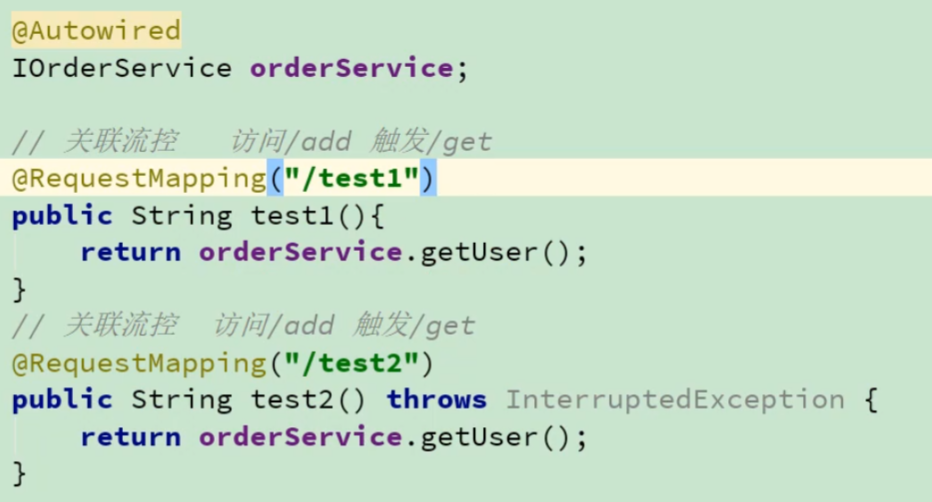 @Autowired
IOrderService orderService;
// 关联流控   访问/add 触发/get
@RequestMapping("/test1")
public String test1(){
    return orderService.getUser();
}
// 关联流控  访问/add 触发/get
@RequestMapping("/test2")
public String test2() throws InterruptedException {
    return orderService.getUser();
}